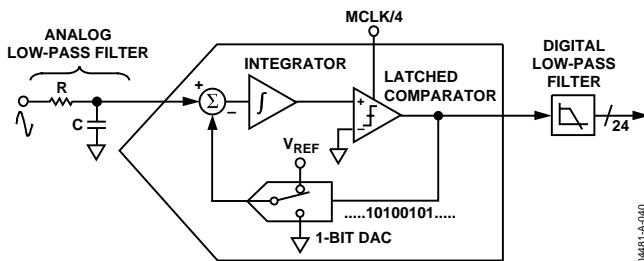 MCLK/4
ANALOG
LOW-PASS FILTER
INTEGRATOR
LATCHED
COMPARATOR
DIGITAL
LOW-PASS
FILTER
R
+
Σ
–
∫
+
–
C
24
VREF
.....10100101.....
1-BIT DAC
04481-A-040